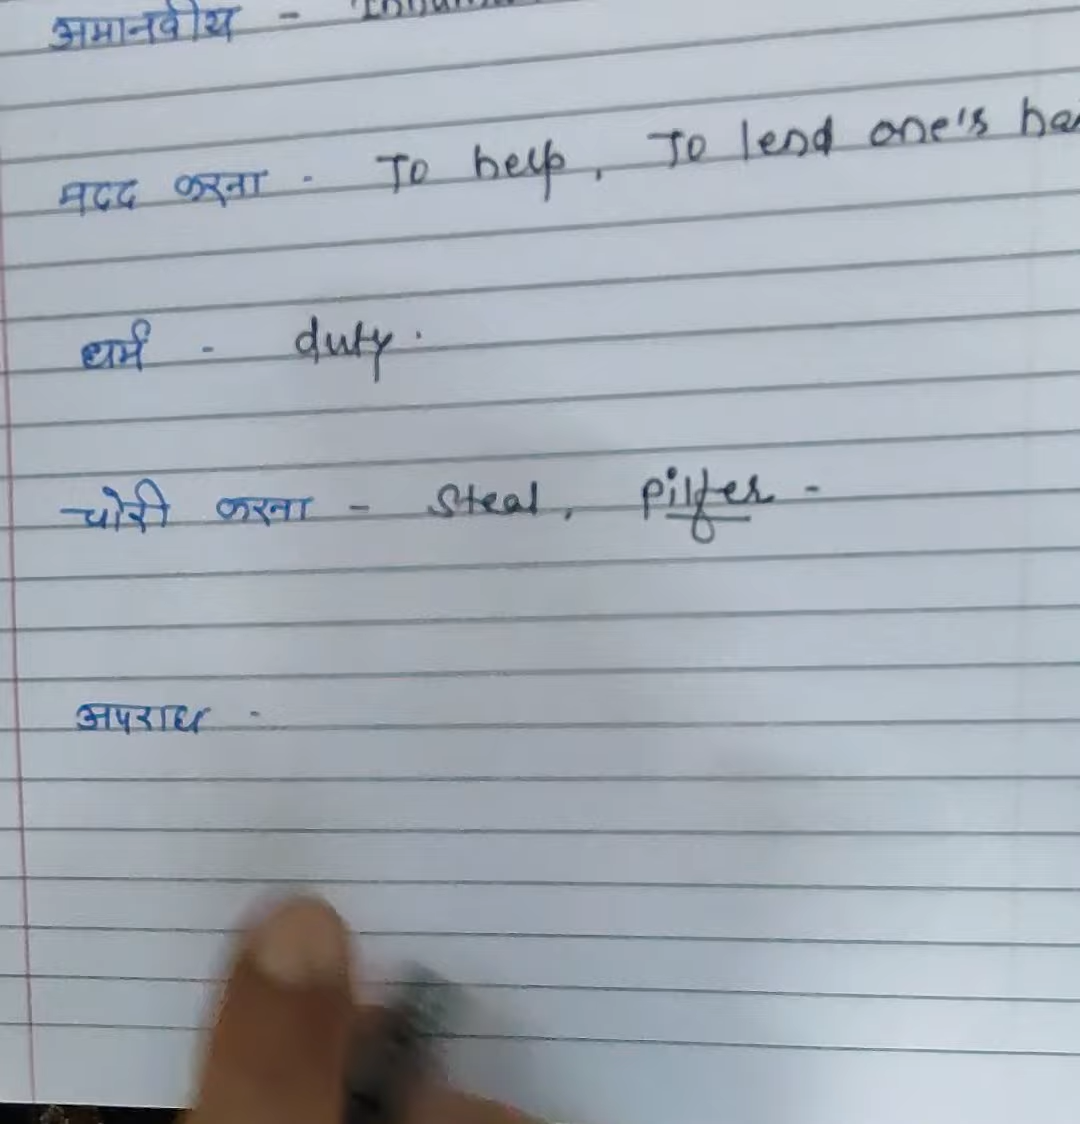 अमानवीय -
मदद करना - To help, To lend one's
धर्म - duty.
चोरी करना - Steal, pilfer -
अपराध -